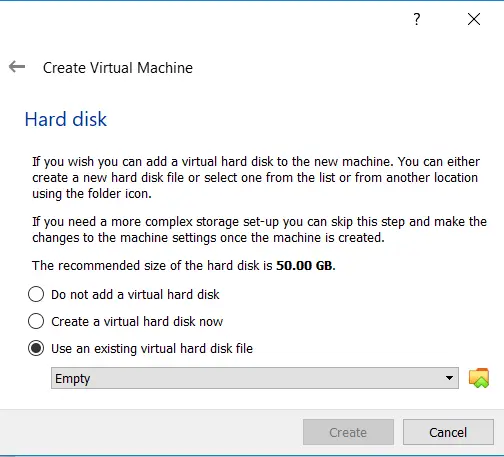 ?
Create Virtual Machine
Hard disk
If you wish you can add a virtual hard disk to the new machine. You can either
create a new hard disk file or select one from the list or from another location
using the folder icon.
If you need a more complex storage set-up you can skip this step and make the
changes to the machine settings once the machine is created.
The recommended size of the hard disk is 50.00 GB.
Do not add a virtual hard disk
Create a virtual hard disk now
Use an existing virtual hard disk file
Empty
Create Cancel